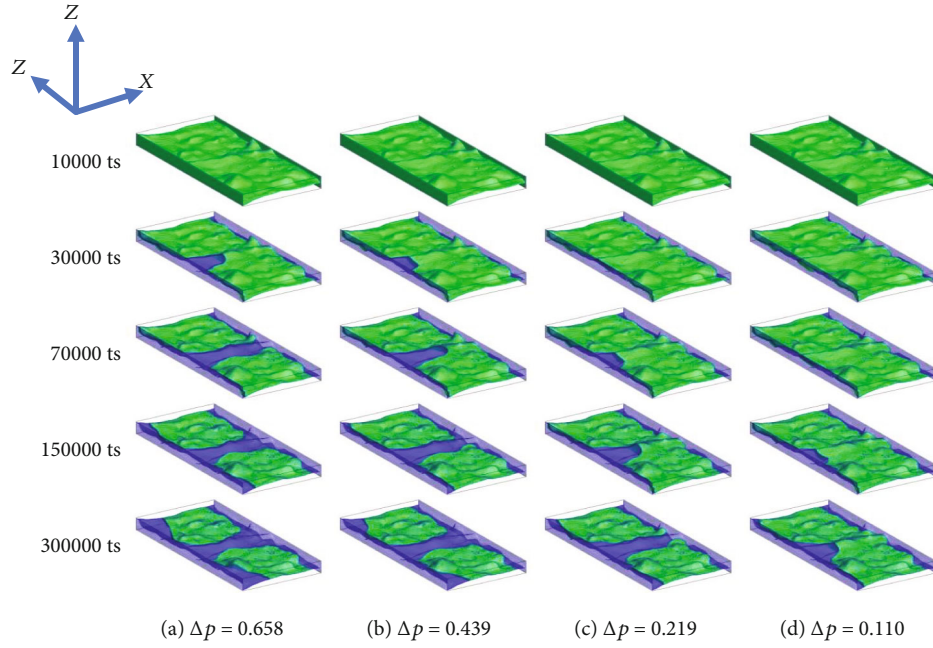 Z
Z
X
10000 ts
30000 ts
70000 ts
150000 ts
300000 ts
(a) Δp = 0.658
(b) Δp = 0.439
(c) Δp = 0.219
(d) Δp = 0.110